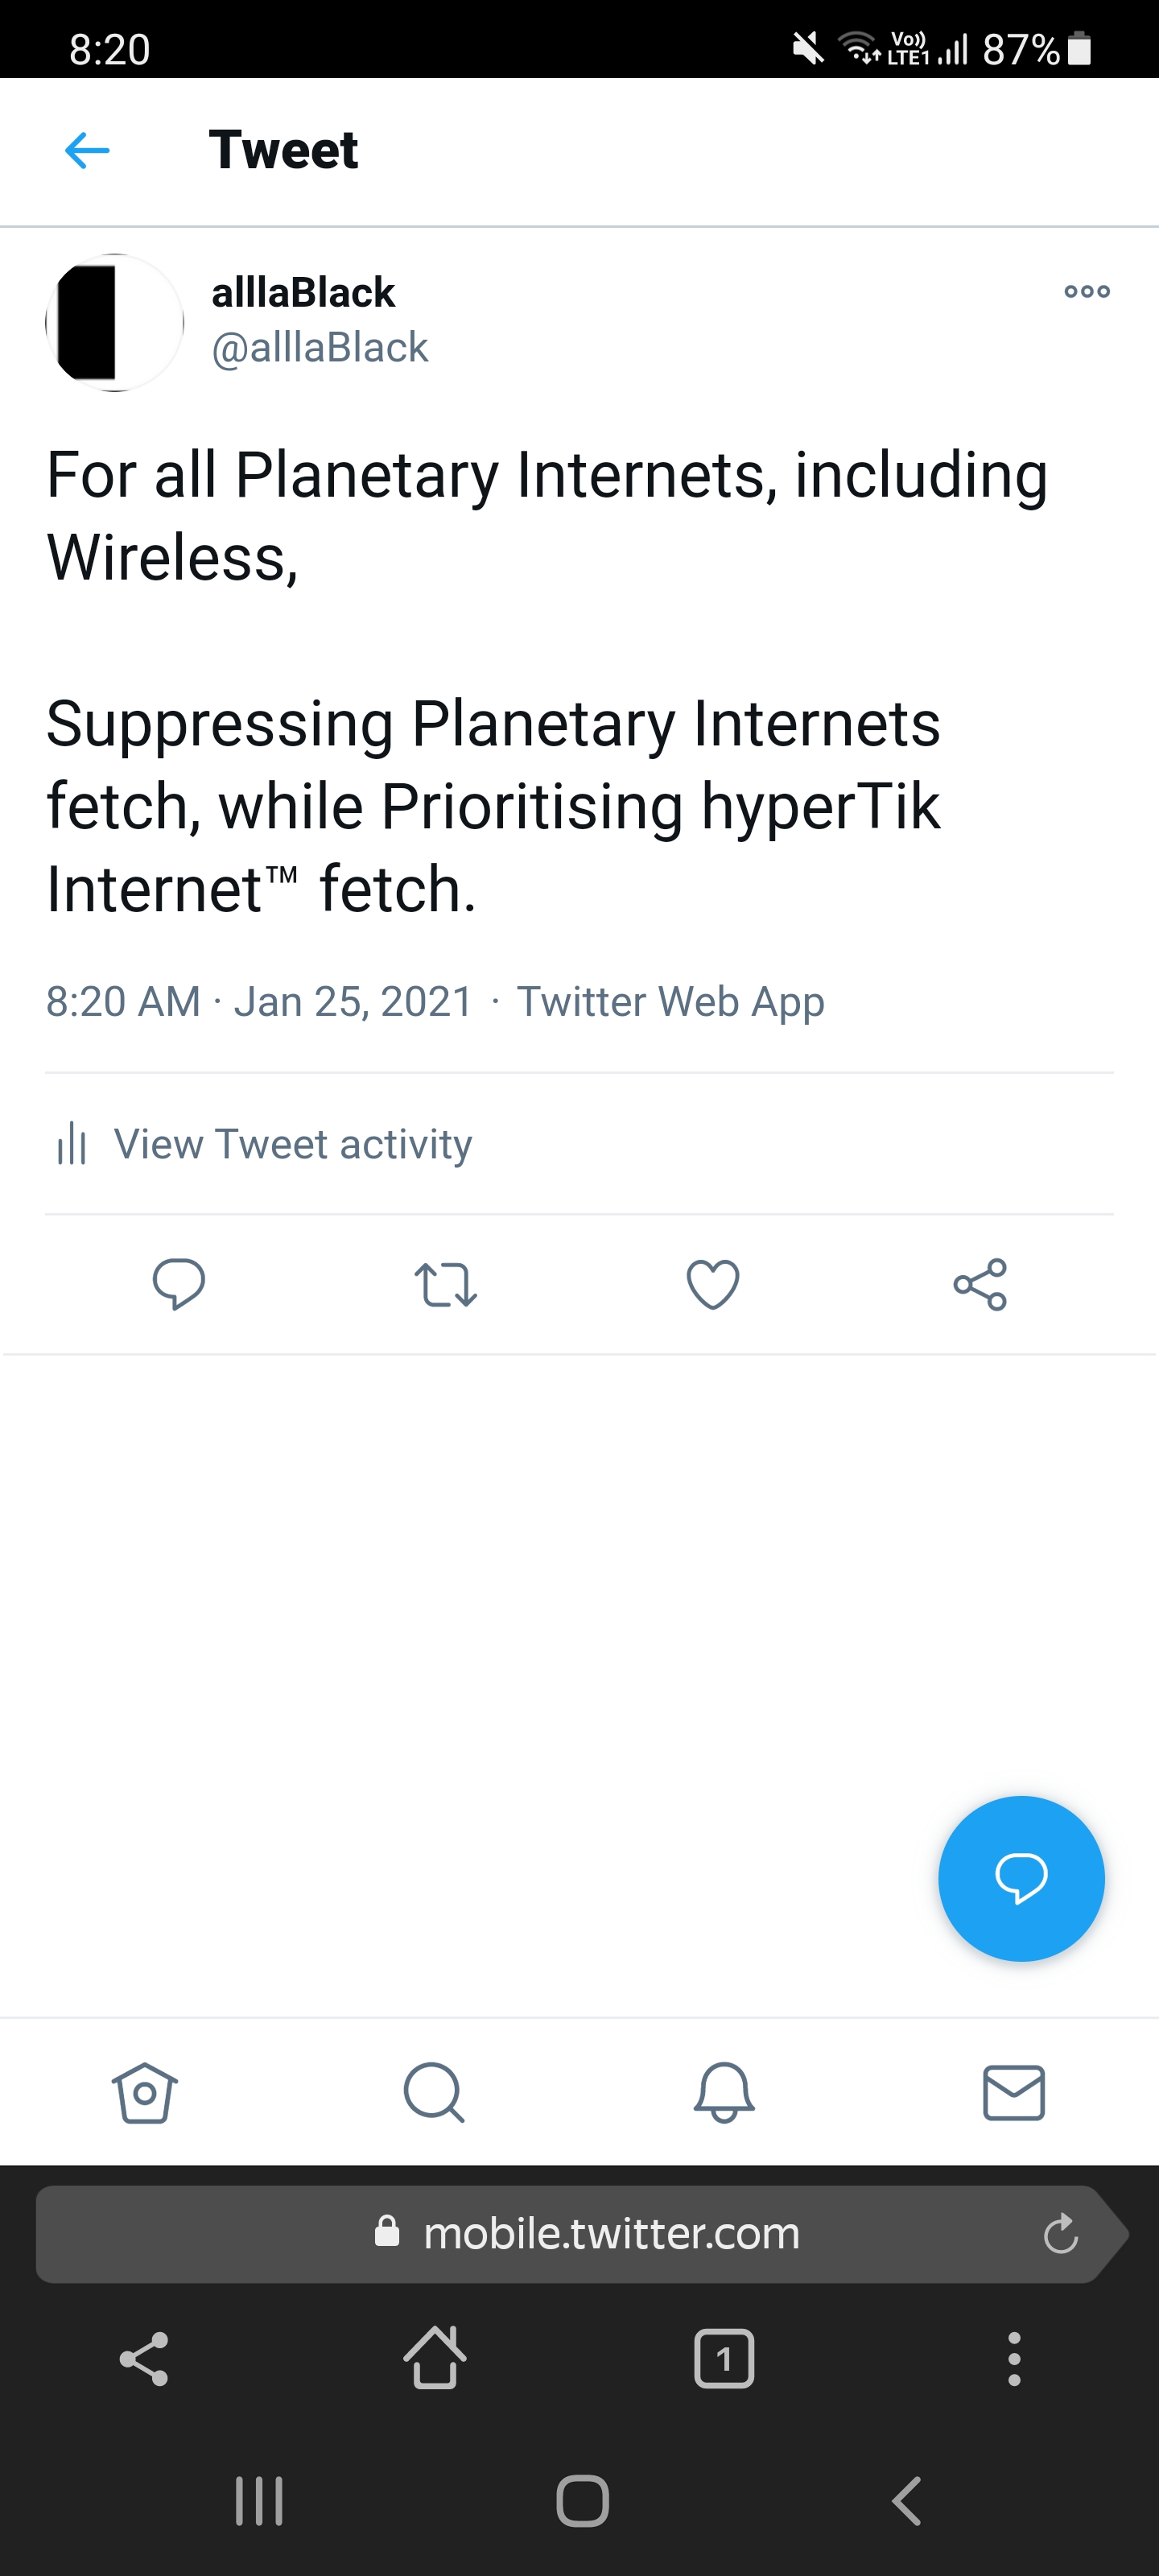 8:20 Vo)) LTE1 87%
Tweet
alllaBlack
@alllaBlack
For all Planetary Internets, including
Wireless,
Suppressing Planetary Internets
fetch, while Prioritising hyperTik
Internet™ fetch.
8:20 AM · Jan 25, 2021 · Twitter Web App
View Tweet activity
mobile.twitter.com
1